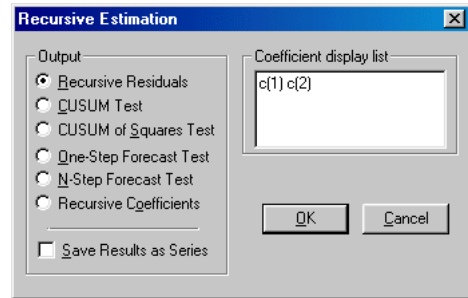 Recursive Estimation
Output
Recursive Residuals
CUSUM Test
CUSUM of Squares Test
One-Step Forecast Test
N-Step Forecast Test
Recursive Coefficients
Save Results as Series
Coefficient display list
c(1) c(2)
OK
Cancel